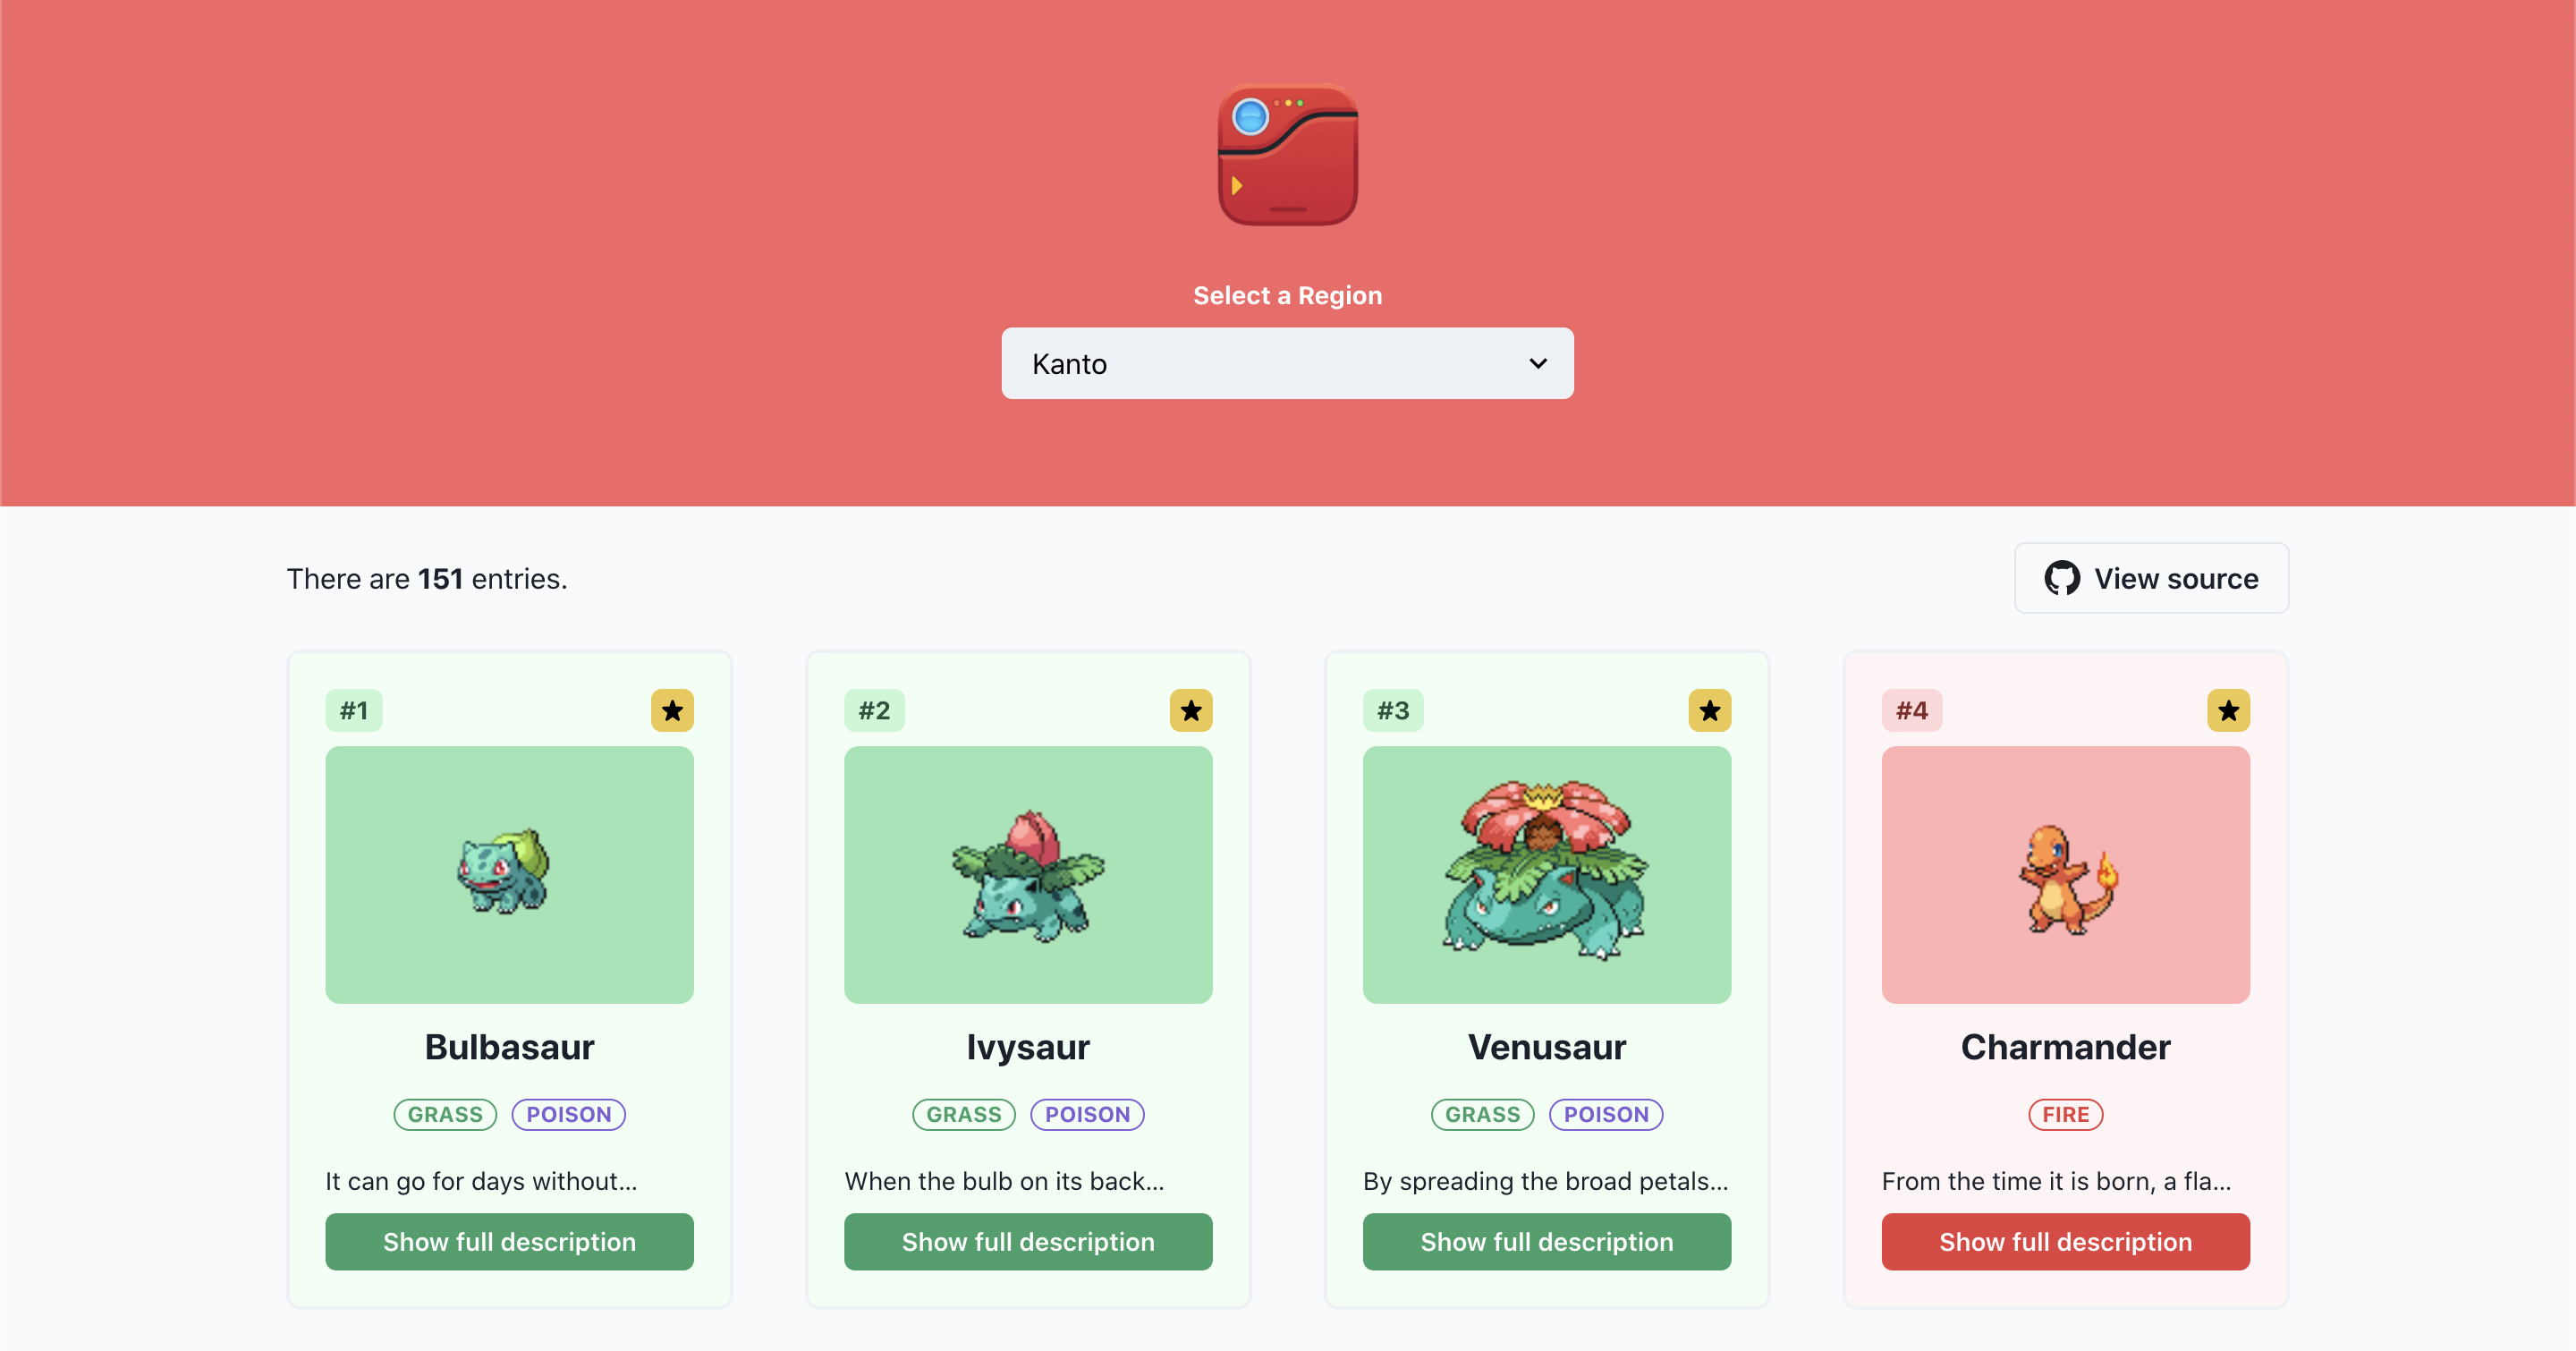 Select a Region
Kanto
There are 151 entries.
View source
#1
Bulbasaur
GRASS POISON
It can go for days without...
Show full description
#2
Ivysaur
GRASS POISON
When the bulb on its back...
Show full description
#3
Venusaur
GRASS POISON
By spreading the broad petals...
Show full description
#4
Charmander
FIRE
From the time it is born, a fla...
Show full description